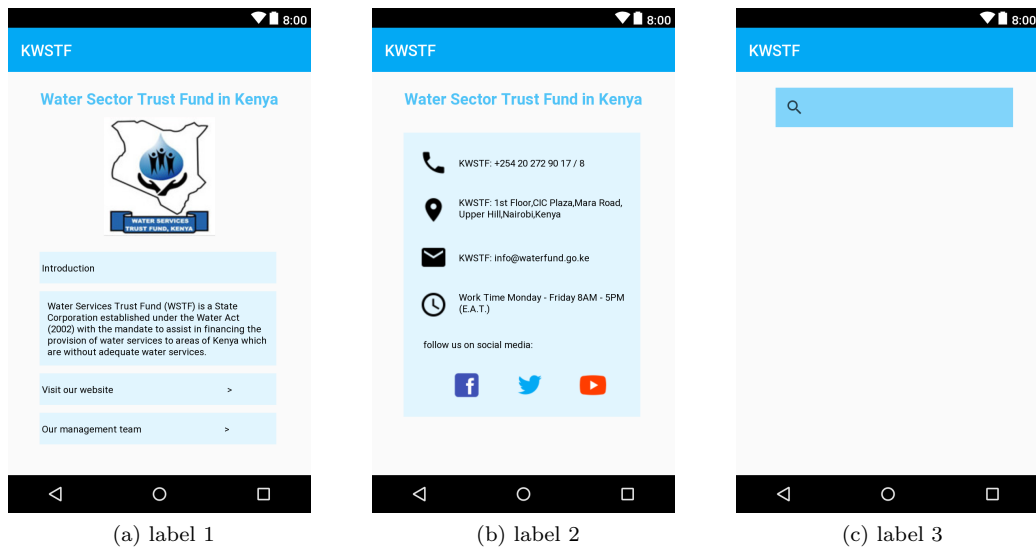 8:00
KWSTF
Water Sector Trust Fund in Kenya
WATER SERVICES
TRUST FUND, KENYA
Introduction
Water Services Trust Fund (WSTF) is a State
Corporation established under the Water Act
(2002) with the mandate to assist in financing the
provision of water services to areas of Kenya which
are without adequate water services.
Visit our website >
Our management team >
(a) label 1
8:00
KWSTF
Water Sector Trust Fund in Kenya
KWSTF: +254 20 272 90 17 / 8
KWSTF: 1st Floor,CIC Plaza,Mara Road,
Upper Hill,Nairobi,Kenya
KWSTF: info@waterfund.go.ke
Work Time Monday - Friday 8AM - 5PM
(E.A.T.)
follow us on social media:
f
(b) label 2
8:00
KWSTF
(c) label 3